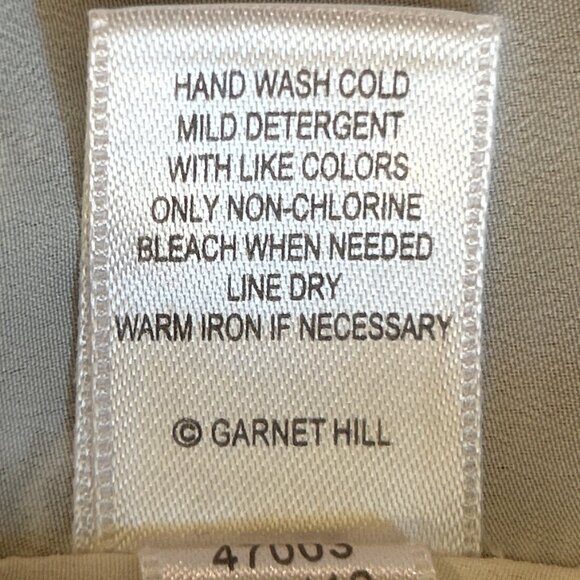 HAND WASH COLD
MILD DETERGENT
WITH LIKE COLORS
ONLY NON-CHLORINE
BLEACH WHEN NEEDED
LINE DRY
WARM IRON IF NECESSARY
© GARNET HILL
47003